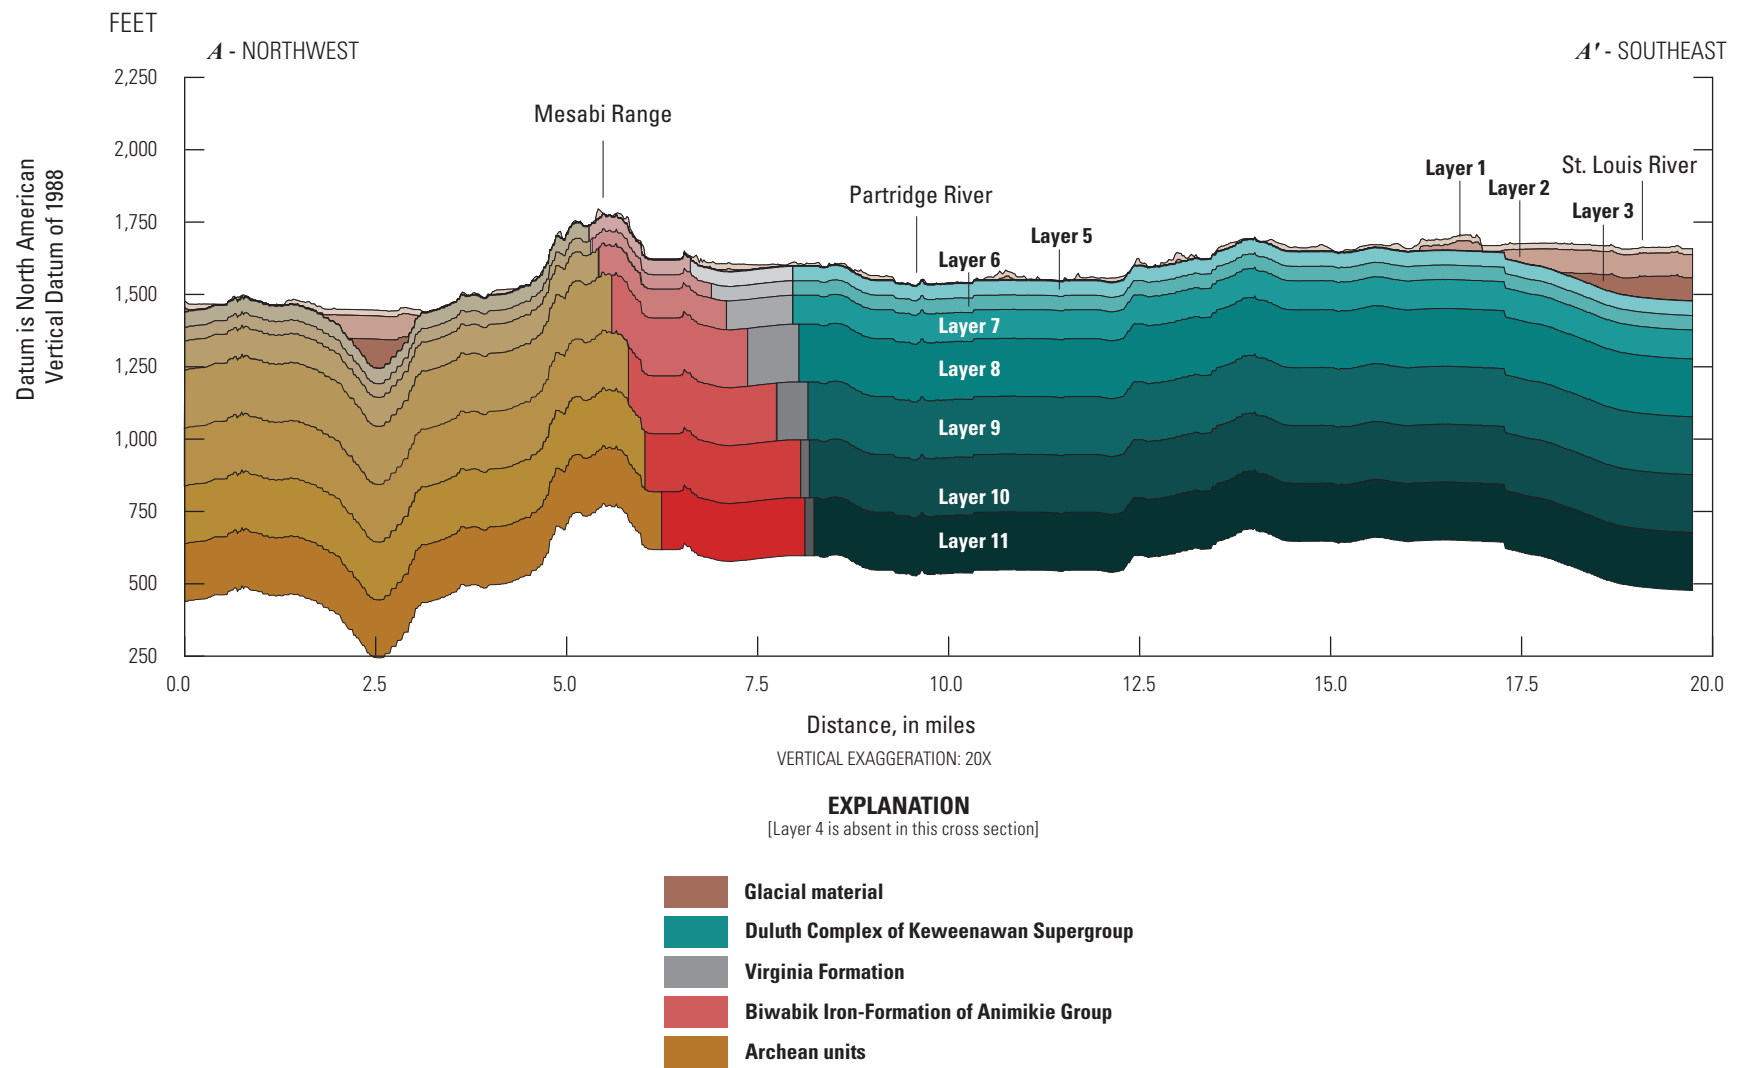 FEET
A - NORTHWEST
A' - SOUTHEAST
2,250
2,000
1,750
1,500
1,250
1,000
750
500
250
Datum is North American
Vertical Datum of 1988
Mesabi Range
Partridge River
St. Louis River
Layer 1
Layer 2
Layer 3
Layer 5
Layer 6
Layer 7
Layer 8
Layer 9
Layer 10
Layer 11
0.0 2.5 5.0 7.5 10.0 12.5 15.0 17.5 20.0
Distance, in miles
VERTICAL EXAGGERATION: 20X
EXPLANATION
[Layer 4 is absent in this cross section]
Glacial material
Duluth Complex of Keweenawan Supergroup
Virginia Formation
Biwabik Iron-Formation of Animikie Group
Archean units